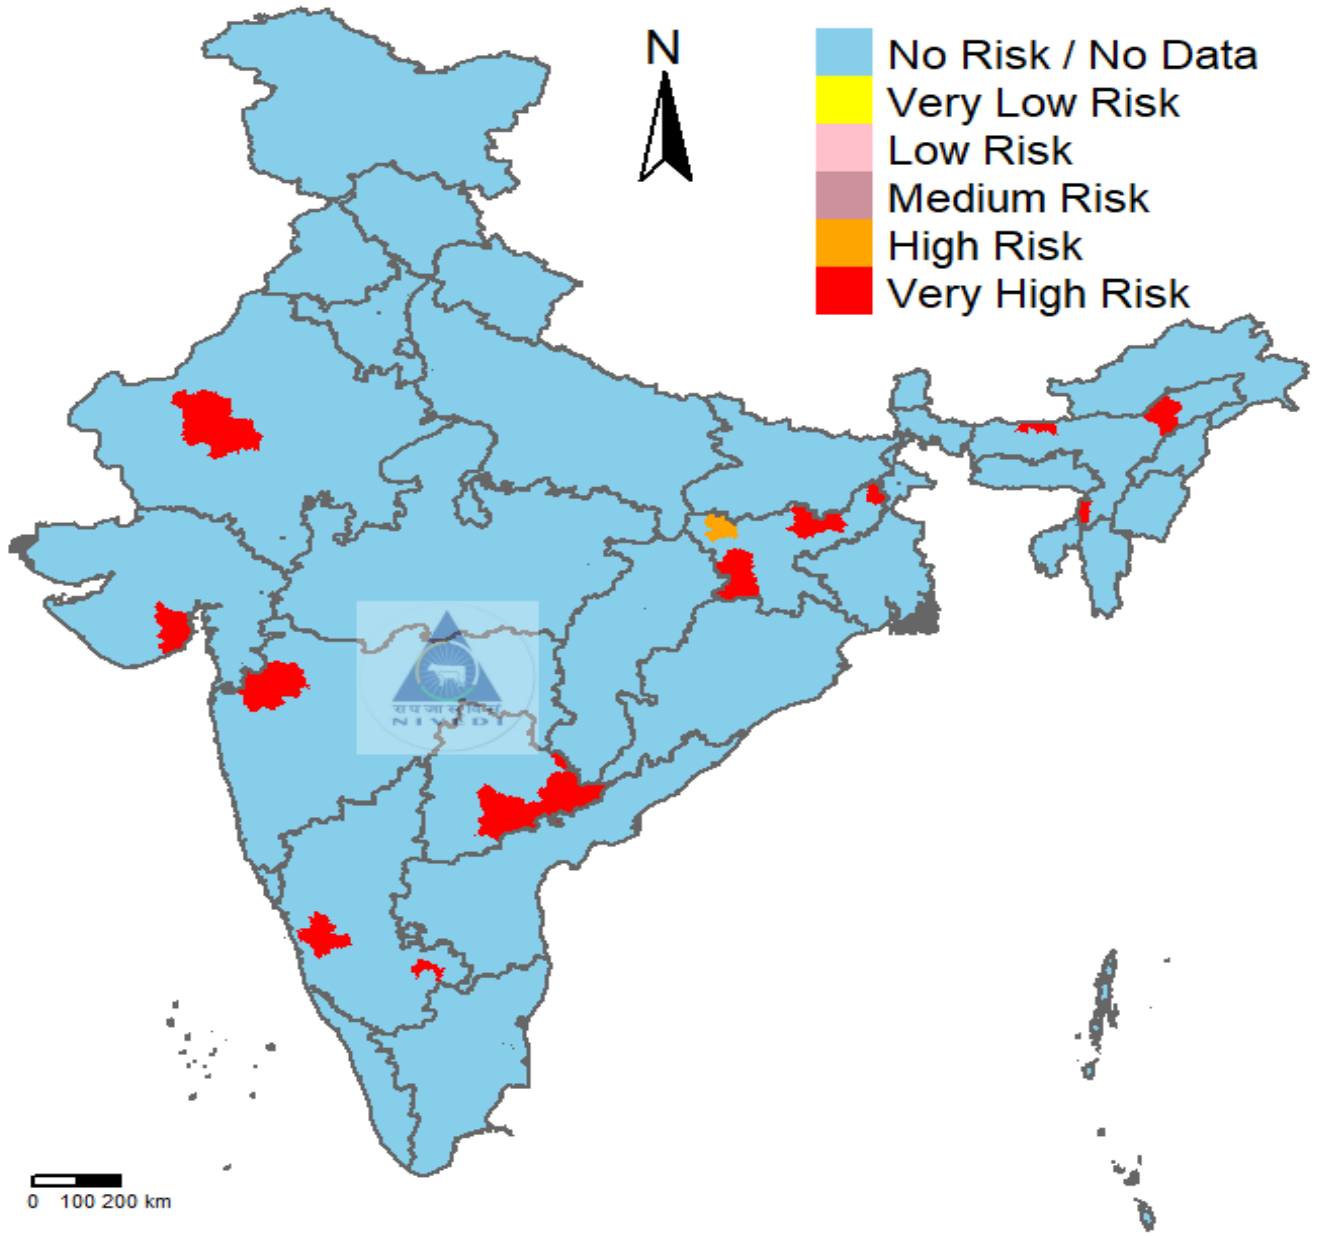 N
No Risk / No Data
Very Low Risk
Low Risk
Medium Risk
High Risk
Very High Risk
NIVEDI
0 100 200 km